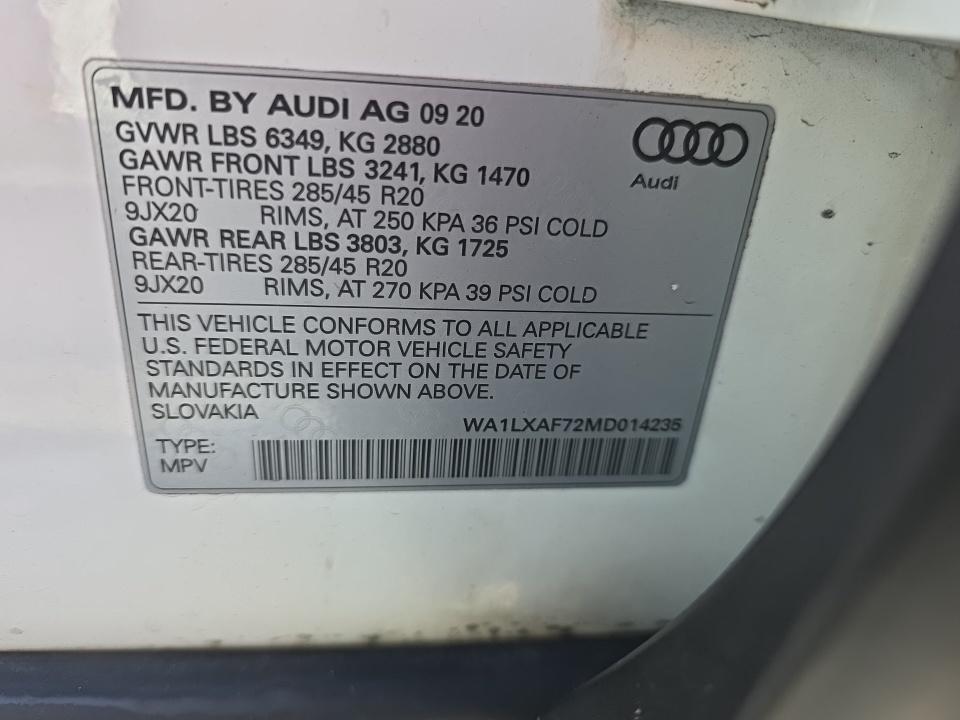 MFD. BY AUDI AG 09 20
GVWR LBS 6349, KG 2880
GAWR FRONT LBS 3241, KG 1470
FRONT-TIRES 285/45 R20
9JX20 RIMS, AT 250 KPA 36 PSI COLD
GAWR REAR LBS 3803, KG 1725
REAR-TIRES 285/45 R20
9JX20 RIMS, AT 270 KPA 39 PSI COLD
Audi
THIS VEHICLE CONFORMS TO ALL APPLICABLE
U.S. FEDERAL MOTOR VEHICLE SAFETY
STANDARDS IN EFFECT ON THE DATE OF
MANUFACTURE SHOWN ABOVE.
SLOVAKIA
WA1LXAF72MD014235
TYPE:
MPV